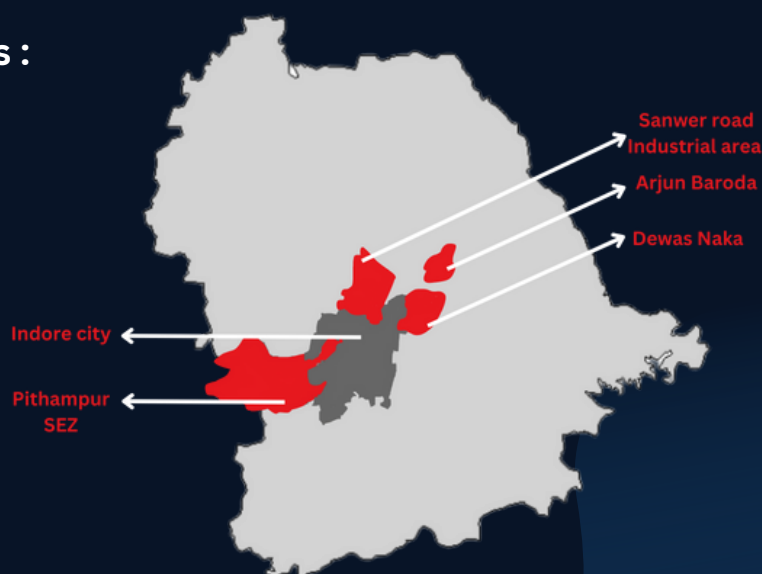 s :
Sanwer road
Industrial area
Arjun Baroda
Dewas Naka
Indore city
Pithampur
SEZ